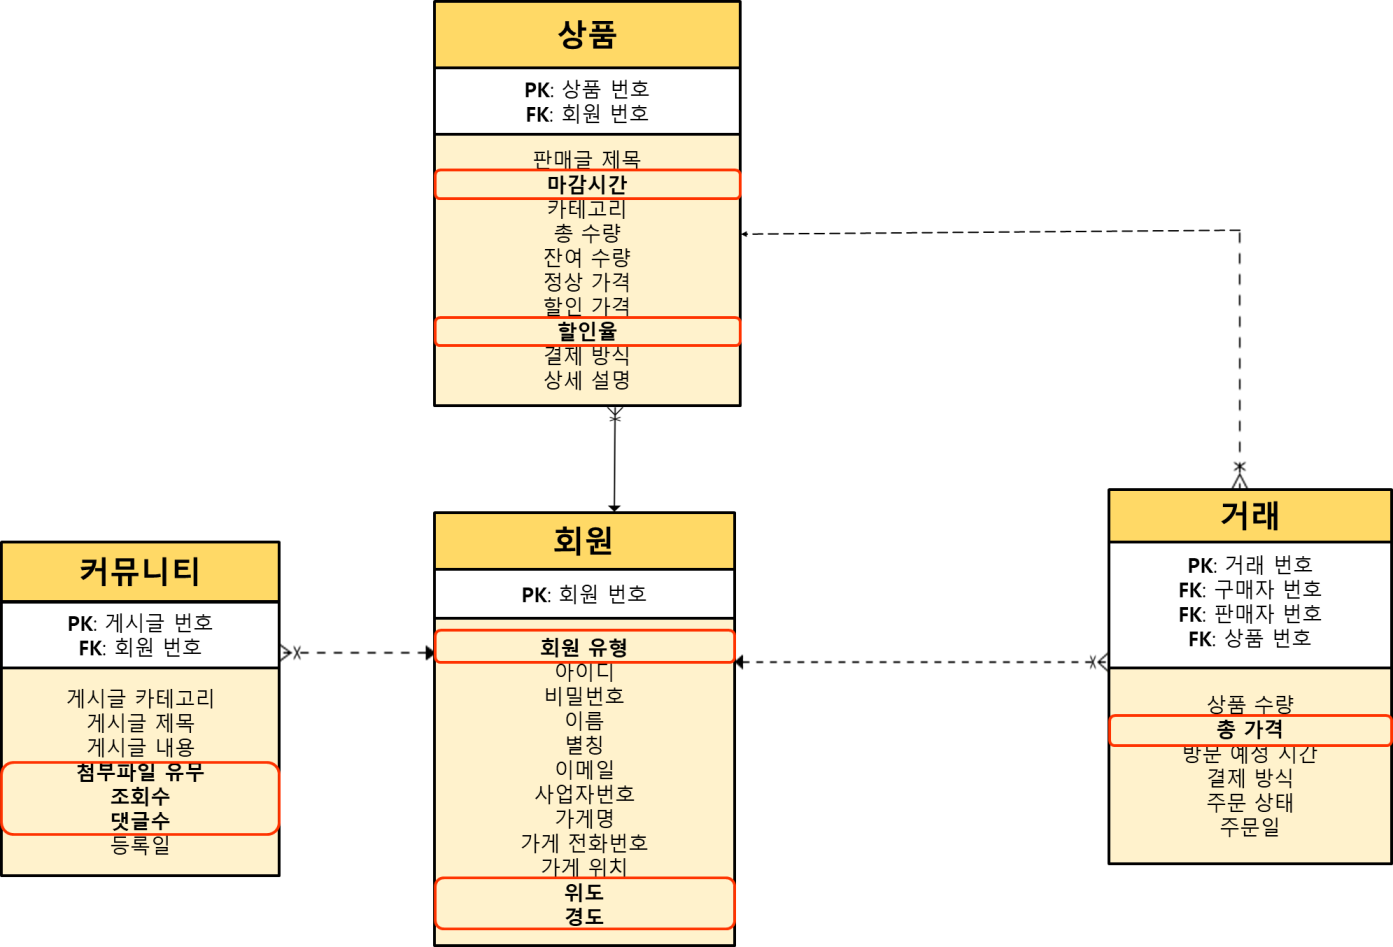 상품
PK: 상품 번호
FK: 회원 번호
판매글 제목
마감시간
카테고리
총 수량
잔여 수량
정상 가격
할인 가격
할인율
결제 방식
상세 설명
커뮤니티
PK: 게시글 번호
FK: 회원 번호
게시글 카테고리
게시글 제목
게시글 내용
첨부파일 유무
조회수
댓글수
등록일
회원
PK: 회원 번호
회원 유형
아이디
비밀번호
이름
별칭
이메일
사업자번호
가게명
가게 전화번호
가게 위치
위도
경도
거래
PK: 거래 번호
FK: 구매자 번호
FK: 판매자 번호
FK: 상품 번호
상품 수량
총 가격
방문 예정 시간
결제 방식
주문 상태
주문일